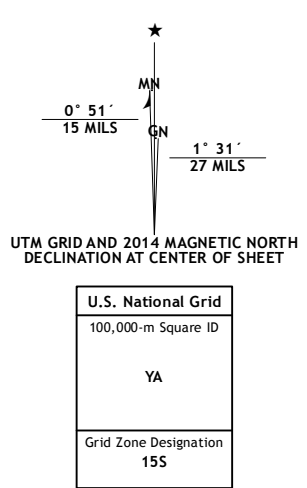 ★
MN
0° 51´
15 MILS
GN
1° 31´
27 MILS
UTM GRID AND 2014 MAGNETIC NORTH
DECLINATION AT CENTER OF SHEET
U.S. National Grid
100,000-m Square ID
YA
Grid Zone Designation
15S